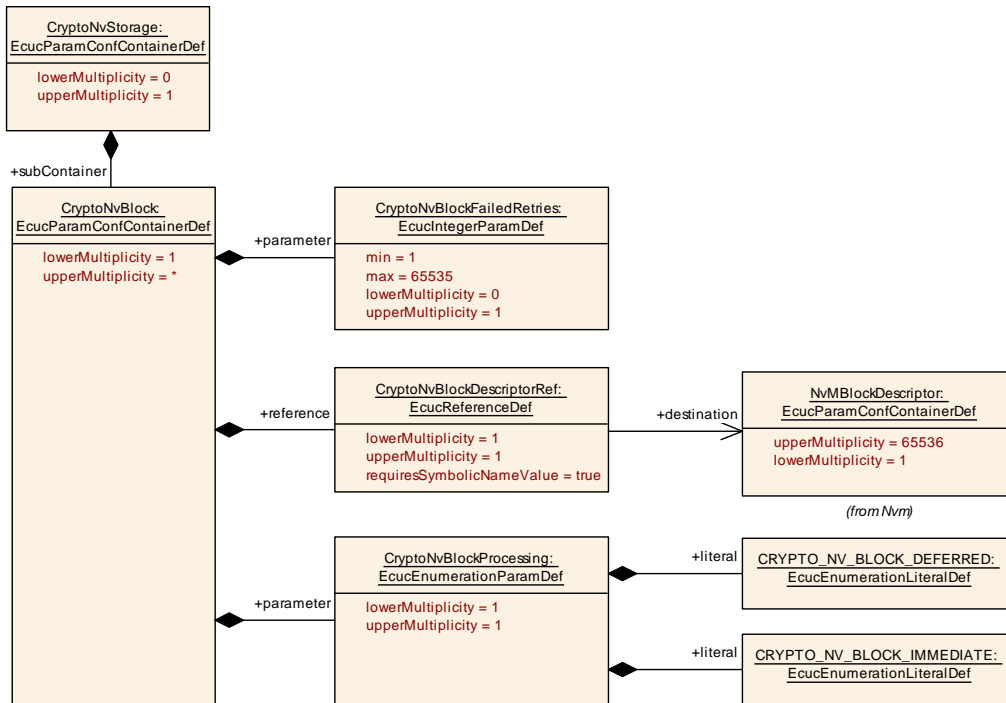 CryptoNvStorage:
EcucParamConfContainerDef
lowerMultiplicity = 0
upperMultiplicity = 1
+subContainer
CryptoNvBlock:
EcucParamConfContainerDef
lowerMultiplicity = 1
upperMultiplicity = *
+parameter
CryptoNvBlockFailedRetries:
EcucIntegerParamDef
min = 1
max = 65535
lowerMultiplicity = 0
upperMultiplicity = 1
+reference
CryptoNvBlockDescriptorRef:
EcucReferenceDef
lowerMultiplicity = 1
upperMultiplicity = 1
requiresSymbolicNameValue = true
+destination
NvMBlockDescriptor:
EcucParamConfContainerDef
upperMultiplicity = 65536
lowerMultiplicity = 1
(from Nvm)
+parameter
CryptoNvBlockProcessing:
EcucEnumerationParamDef
lowerMultiplicity = 1
upperMultiplicity = 1
+literal
CRYPTO_NV_BLOCK_DEFERRED:
EcucEnumerationLiteralDef
+literal
CRYPTO_NV_BLOCK_IMMEDIATE:
EcucEnumerationLiteralDef